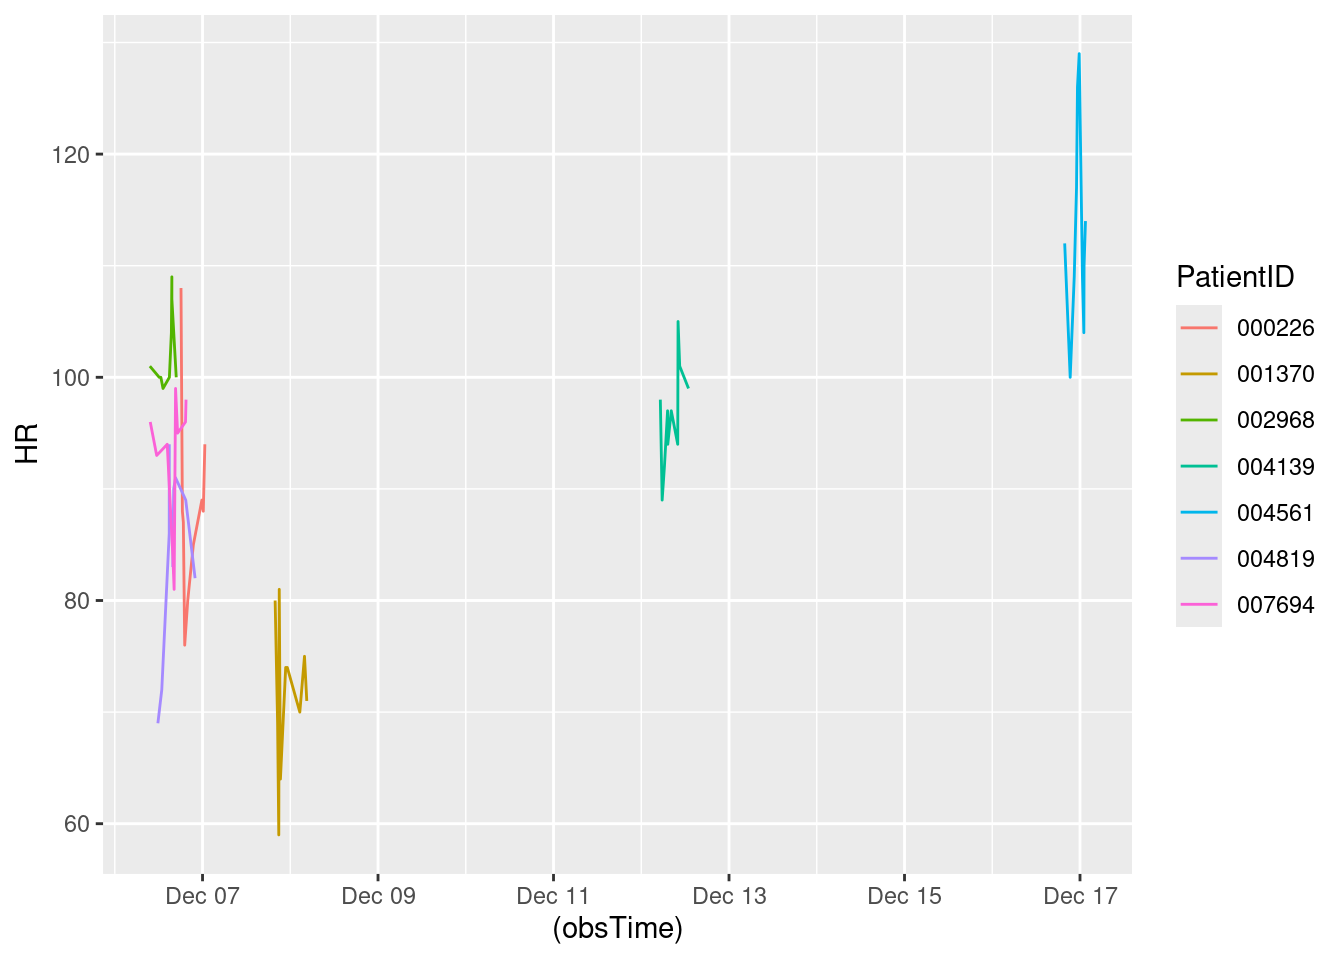 HR
120
100
80
60
Dec 07
Dec 09
Dec 11
Dec 13
Dec 15
Dec 17
(obsTime)
PatientID
000226
001370
002968
004139
004561
004819
007694